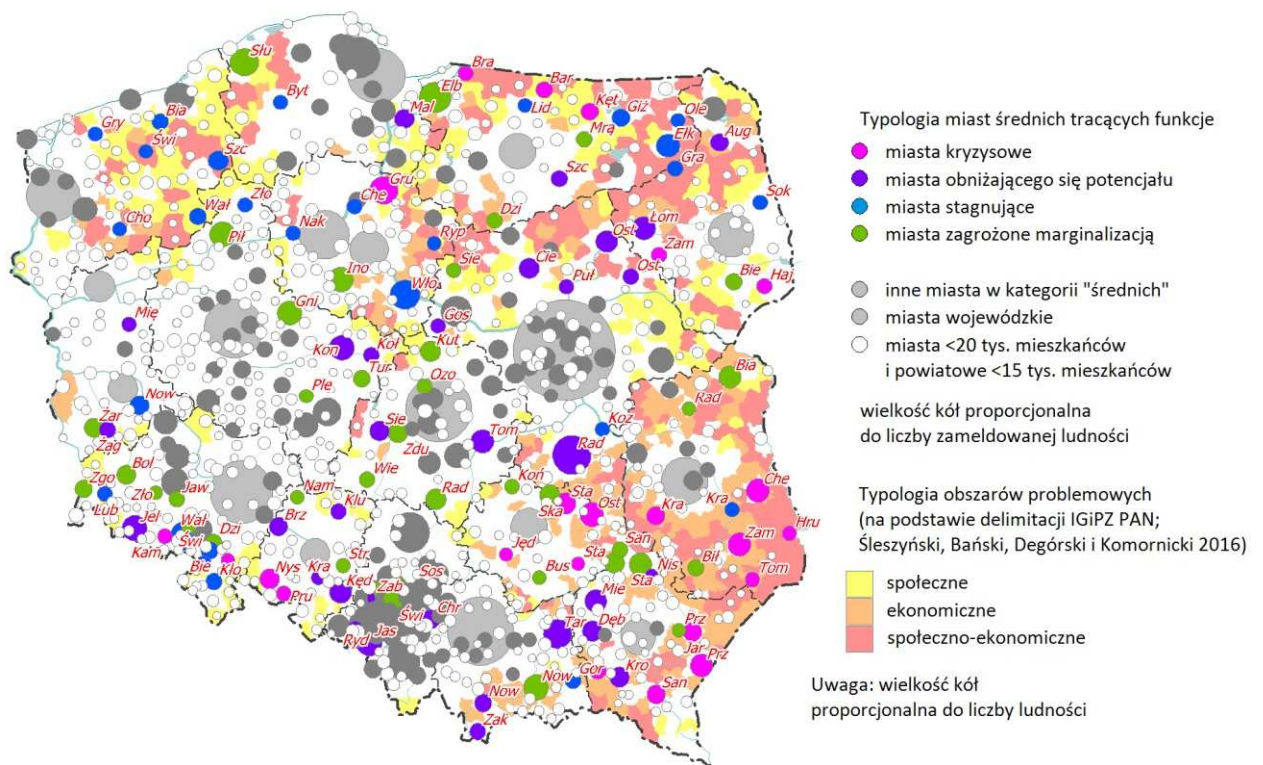 Słu
Byt
Bra
Bar
Elb
Mal
Lid
Kęt
Giż
Ole
Mrą
Ełk
Aug
Gra
Bia
Gry
Świ
Szc
Szc
Gru
Che
Zło
Wał
Cho
Nak
Pił
Sok
Dzi
Łom
Ryp
Ost
Zam
Sie
Cie
Ost
Puł
Bie
Haj
Ino
Wło
Gni
Mię
Gos
Kon
Koł
Kut
Tur
Ozo
Bia
Rad
Ple
Now
Koz
Żar
Żag
Sie
Zdu
Tom
Rad
Zgo
Bol
Zło
Jaw
Wie
Lub
Nam
Klu
Rad
Koń
Sta
Ska
Ost
Kra
Kra
Che
Jel
Wał
Dzi
Brz
Hru
Kam
Świ
Zam
Jęd
Sta
San
Bie
Kło
Nys
Kra
Str
Bus
Sta
Nis
Bił
Tom
Pru
Kęd
Zab
Sos
Mie
Świ
Chr
Tar
Dęb
Prz
Ryd
Jas
Jar
Prz
Now
Gor
Kro
Now
San
Zak
Typologia miast średnich tracących funkcje
miasta kryzysowe
miasta obniżającego się potencjału
miasta stagnujące
miasta zagrożone marginalizacją
inne miasta w kategorii "średnich"
miasta wojewódzkie
miasta <20 tys. mieszkańców
i powiatowe <15 tys. mieszkańców
wielkość kół proporcjonalna
do liczby zameldowanej ludności
Typologia obszarów problemowych
(na podstawie delimitacji IGiPZ PAN;
Śleszyński, Bański, Degórski i Komornicki 2016)
społeczne
ekonomiczne
społeczno-ekonomiczne
Uwaga: wielkość kół
proporcjonalna do liczby ludności